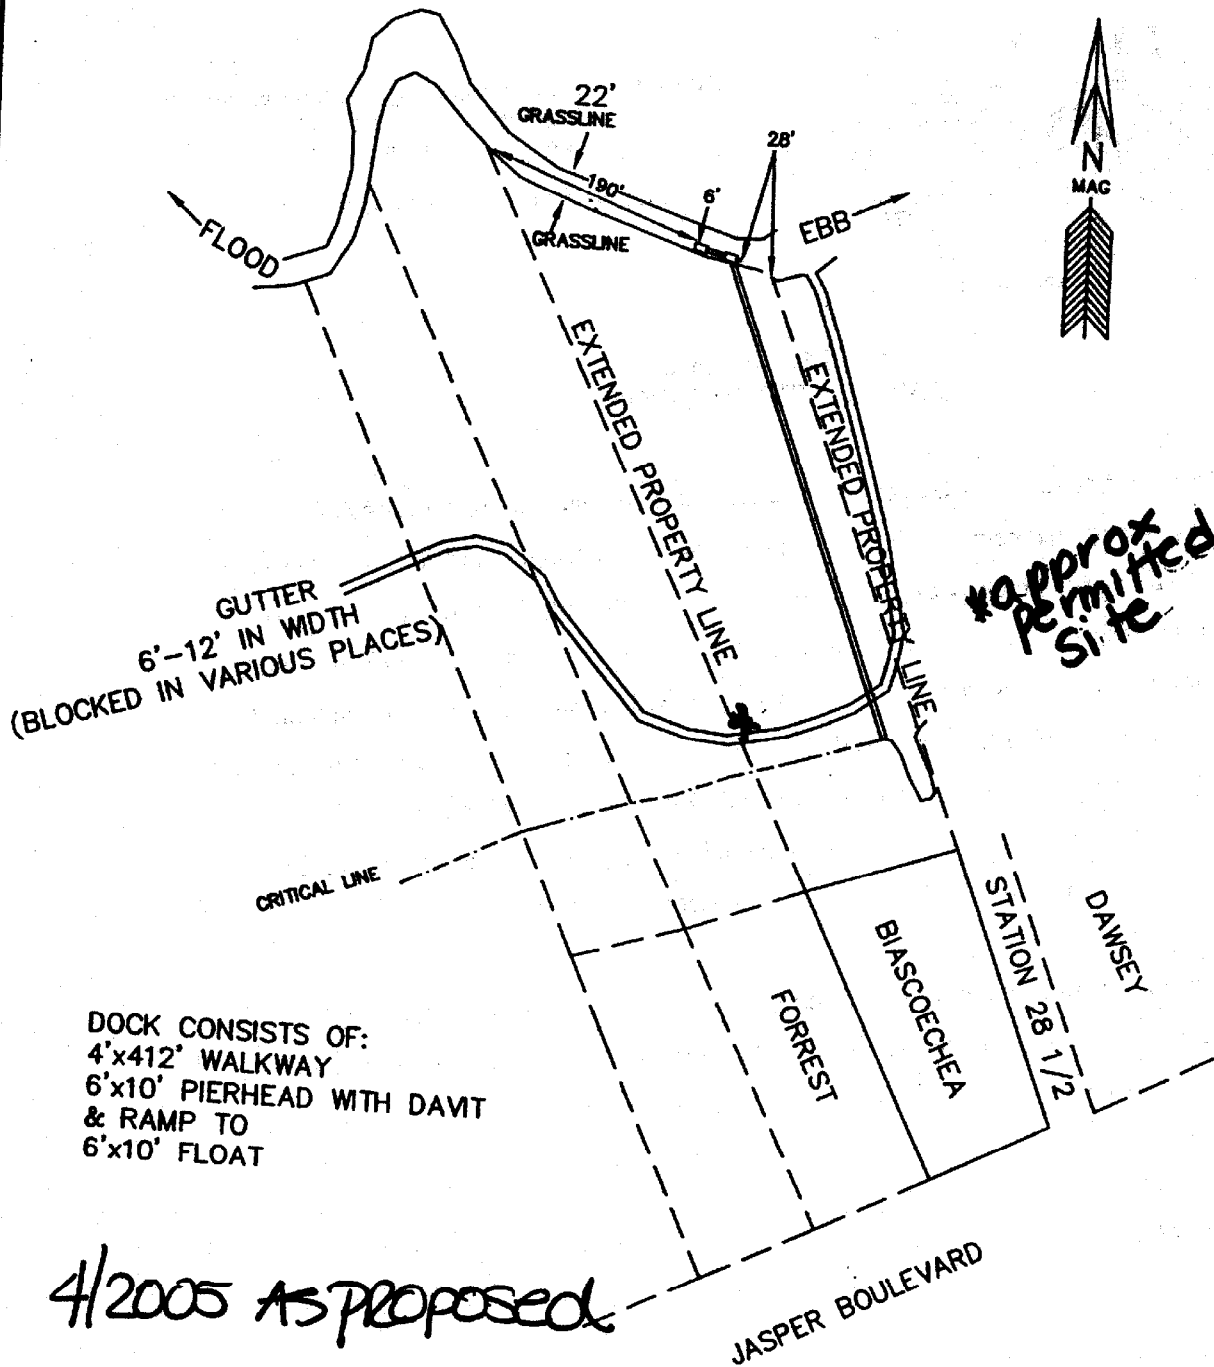 22'
GRASSLINE
28'
N
MAG
190'
6'
EBB
FLOOD
GRASSLINE
EXTENDED PROPERTY LINE
EXTENDED PROPERTY LINE
*approx
permitted
site
GUTTER
6'-12' IN WIDTH
(BLOCKED IN VARIOUS PLACES)
CRITICAL LINE
STATION 28 1/2
DAWSEY
BIASCOECHEA
FORREST
DOCK CONSISTS OF:
4'x412' WALKWAY
6'x10' PIERHEAD WITH DAVIT
& RAMP TO
6'x10' FLOAT
4/2005 AS PROPOSED
JASPER BOULEVARD